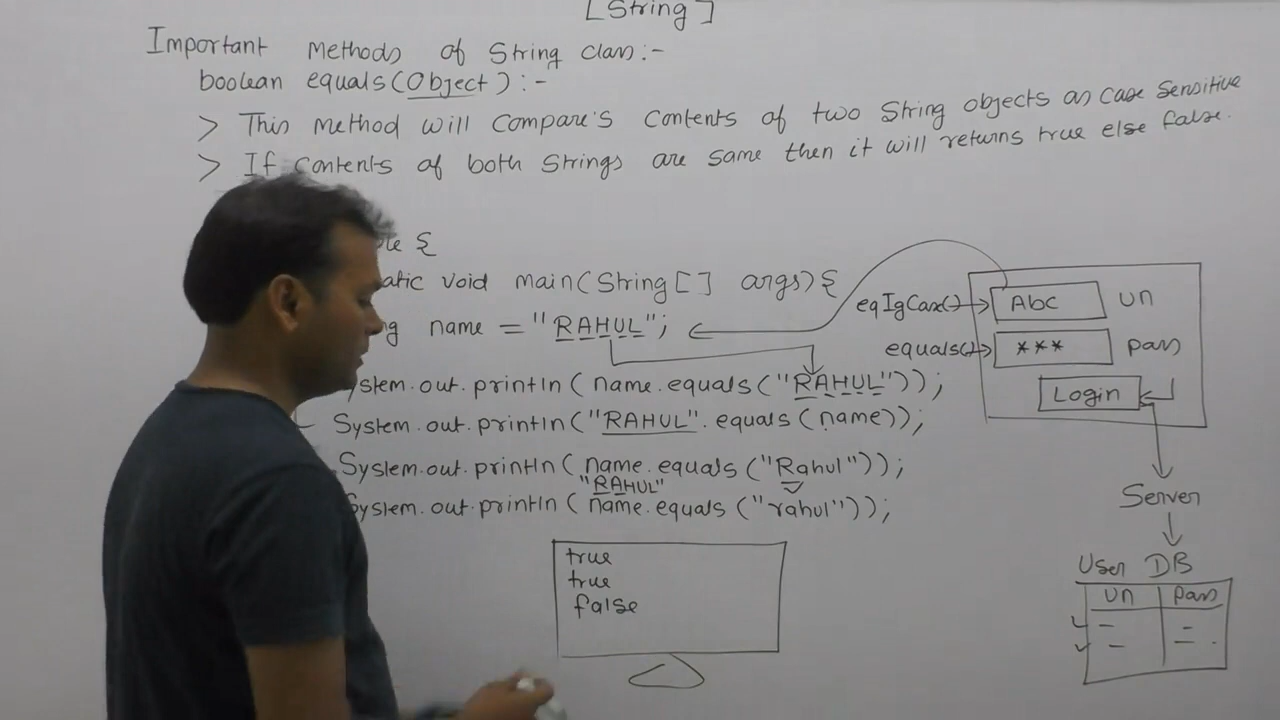 [String]
Important methods of String class:-
boolean equals(Object):-
> This method will compare's contents of two String objects as case sensitive
> If contents of both strings are same then it will returns true else false.
le {
atic void main(String[] args){
g name = "RAHUL";
ystem.out.println(name.equals("RAHUL"));
System.out.println("RAHUL".equals(name));
System.out.println(name.equals("Rahul"));
"RAHUL"
System.out.println(name.equals("rahul"));
true
true
false
eqIgCase() Abc un
equals() *** pass
Login
Server
User DB
un pass